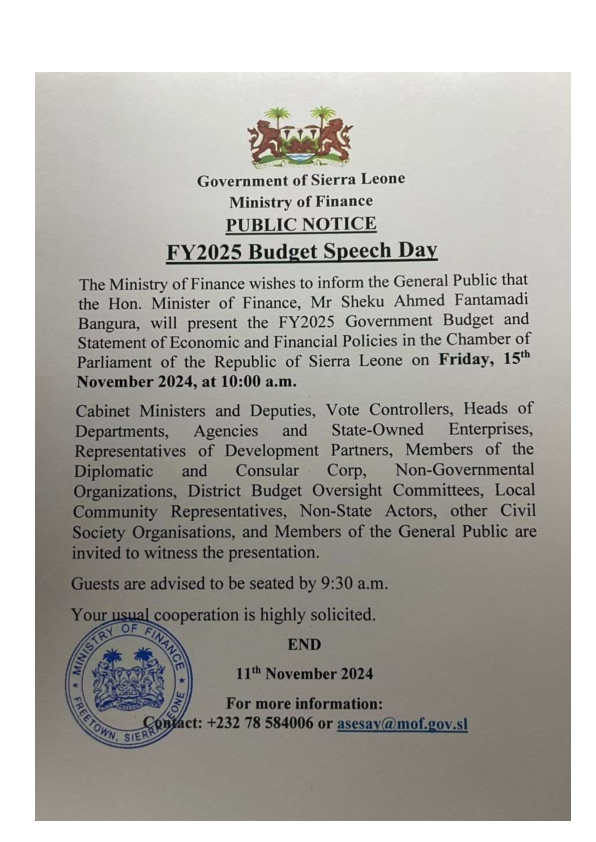 Government of Sierra Leone
Ministry of Finance
PUBLIC NOTICE
FY2025 Budget Speech Day
The Ministry of Finance wishes to inform the General Public that
the Hon. Minister of Finance, Mr Sheku Ahmed Fantamadi
Bangura, will present the FY2025 Government Budget and
Statement of Economic and Financial Policies in the Chamber of
Parliament of the Republic of Sierra Leone on Friday, 15th
November 2024, at 10:00 a.m.
Cabinet Ministers and Deputies, Vote Controllers, Heads of
Departments, Agencies and State-Owned Enterprises,
Representatives of Development Partners, Members of the
Diplomatic and Consular Corp, Non-Governmental
Organizations, District Budget Oversight Committees, Local
Community Representatives, Non-State Actors, other Civil
Society Organisations, and Members of the General Public are
invited to witness the presentation.
Guests are advised to be seated by 9:30 a.m.
Your usual cooperation is highly solicited.
END
11th November 2024
For more information:
Contact: +232 78 584006 or asesay@mof.gov.sl
MINISTRY OF FINANCE
FREETOWN, SIERRA LEONE